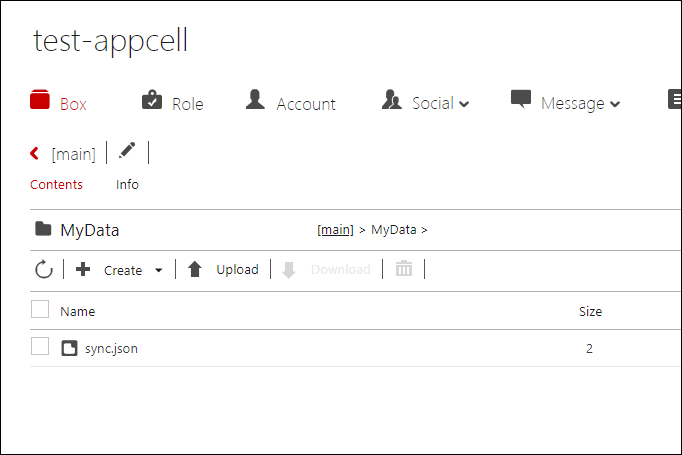 test-appcell
Box Role Account Social Message
[main]
Contents Info
MyData [main] > MyData >
Create Upload Download
Name Size
sync.json 2